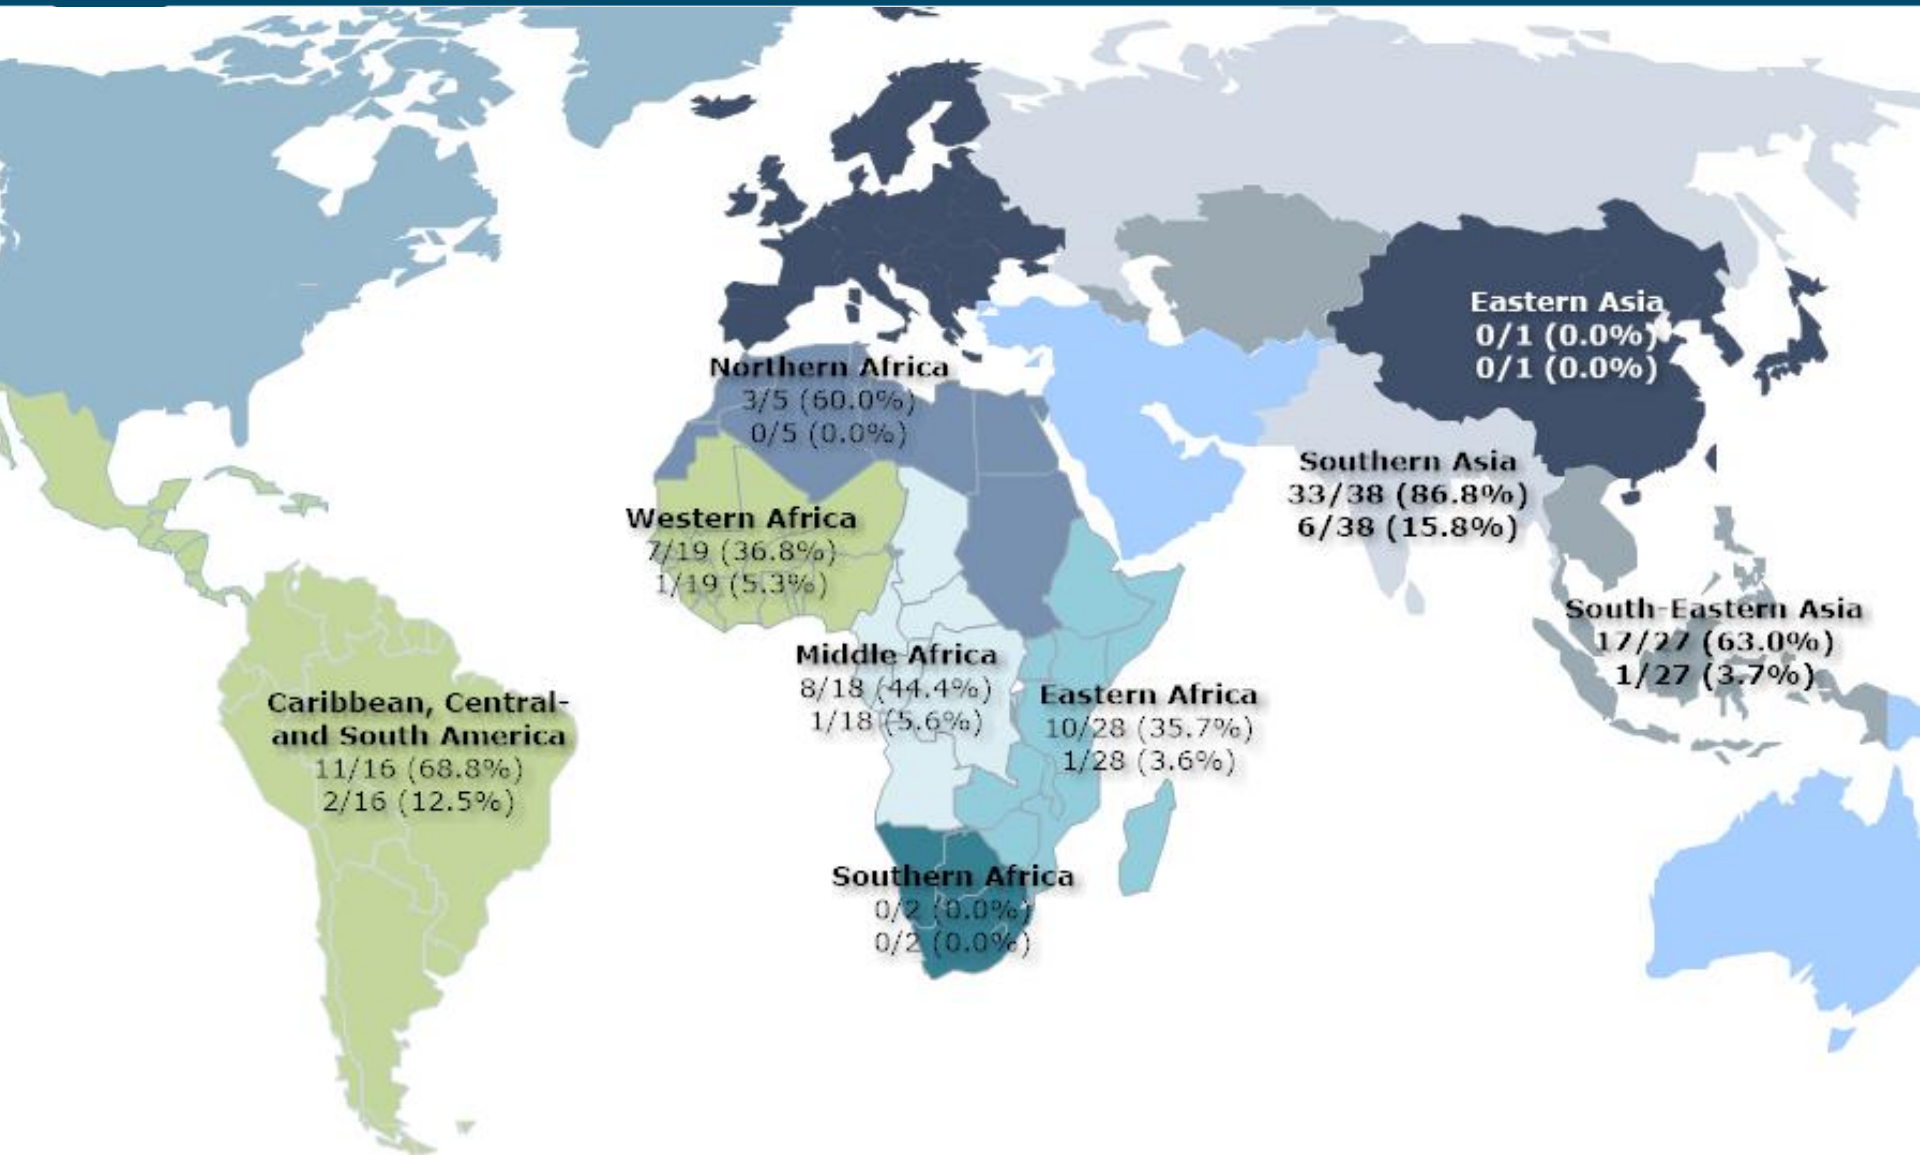 Northern Africa
3/5 (60.0%)
0/5 (0.0%)
Eastern Asia
0/1 (0.0%)
0/1 (0.0%)
Western Africa
7/19 (36.8%)
1/19 (5.3%)
Southern Asia
33/38 (86.8%)
6/38 (15.8%)
Middle Africa
8/18 (44.4%)
1/18 (5.6%)
South-Eastern Asia
17/27 (63.0%)
1/27 (3.7%)
Caribbean, Central-
and South America
11/16 (68.8%)
2/16 (12.5%)
Eastern Africa
10/28 (35.7%)
1/28 (3.6%)
Southern Africa
0/2 (0.0%)
0/2 (0.0%)